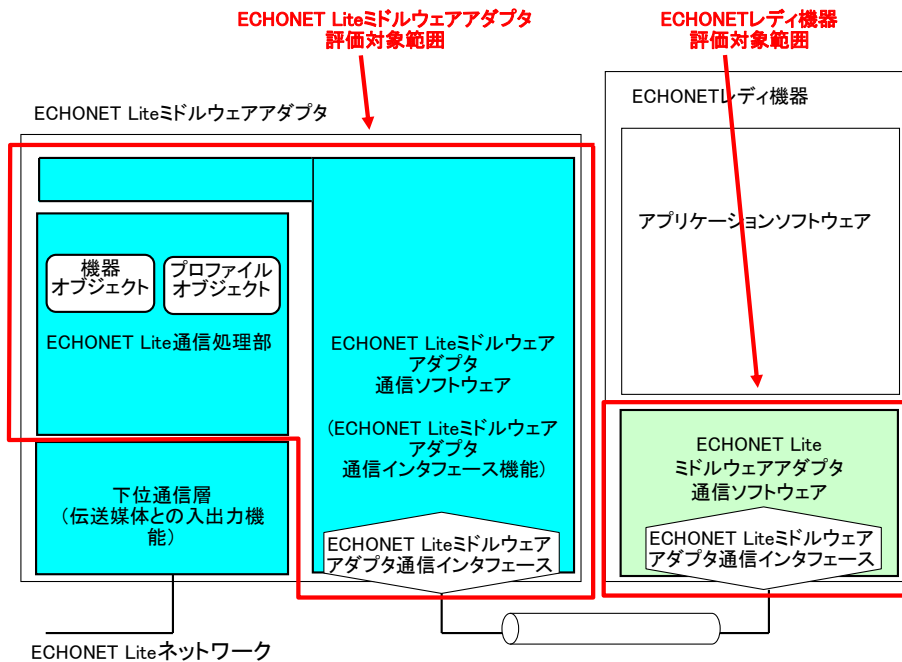 ECHONET Liteミドルウェアアダプタ
評価対象範囲
ECHONETレディ機器
評価対象範囲
ECHONET Liteミドルウェアアダプタ
ECHONETレディ機器
機器
オブジェクト
プロファイル
オブジェクト
ECHONET Lite通信処理部
ECHONET Liteミドルウェア
アダプタ
通信ソフトウェア
(ECHONET Liteミドルウェア
アダプタ
通信インタフェース機能)
下位通信層
(伝送媒体との入出力機
能)
ECHONET Liteミドルウェア
アダプタ通信インタフェース
アプリケーションソフトウェア
ECHONET Lite
ミドルウェアアダプタ
通信ソフトウェア
ECHONET Liteミドルウェア
アダプタ通信インタフェース
ECHONET Liteネットワーク